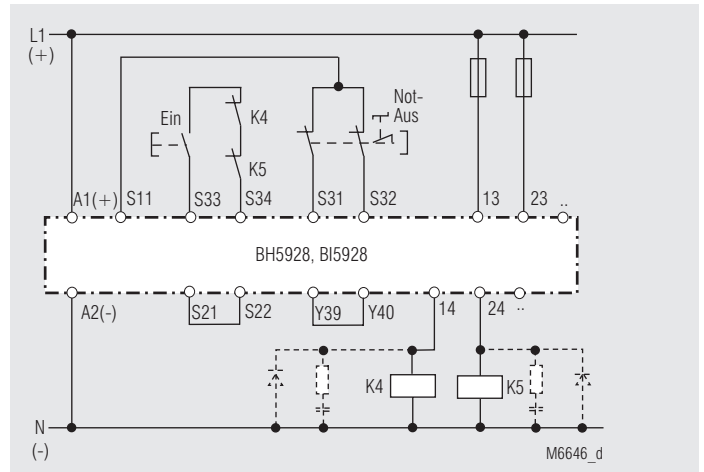 L1
(+)
Ein
K4
K5
Not-
Aus
A1(+)
S11
S33
S34
S31
S32
13
23
..
BH5928, BI5928
A2(-)
S21
S22
Y39
Y40
14
24
..
K4
K5
N
(-)
M6646_d